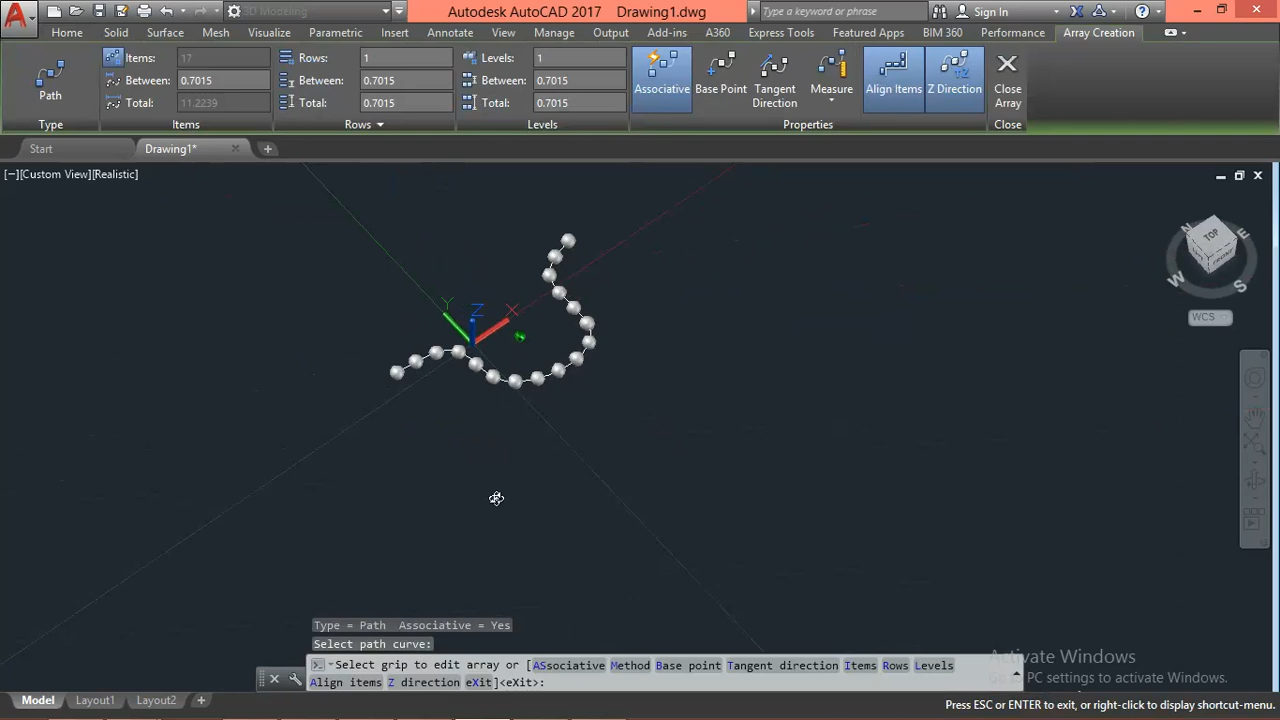 3D Modeling
Autodesk AutoCAD 2017 Drawing1.dwg
Type a keyword or phrase
Sign In
Home Solid Surface Mesh Visualize Parametric Insert Annotate View Manage Output Add-ins A360 Express Tools Featured Apps BIM 360 Performance Array Creation
Path
Type
Items: 17
Between: 0.7015
Total: 11.2239
Items
Rows: 1
Between: 0.7015
Total: 0.7015
Rows
Levels: 1
Between: 0.7015
Total: 0.7015
Levels
Associative
Base Point
Tangent
Direction
Measure
Align Items
Z Direction
Properties
Close
Array
Close
Start
Drawing1*
[−][Custom View][Realistic]
N
E
W
S
TOP
FRONT
WCS
Y
Z
X
Type = Path Associative = Yes
Select path curve:
Select grip to edit array or [ASsociative Method Base point Tangent direction Items Rows Levels
Align items Z direction eXit]<eXit>:
Activate Windows
Go to PC settings to activate Windows.
Model Layout1 Layout2
Press ESC or ENTER to exit, or right-click to display shortcut-menu.